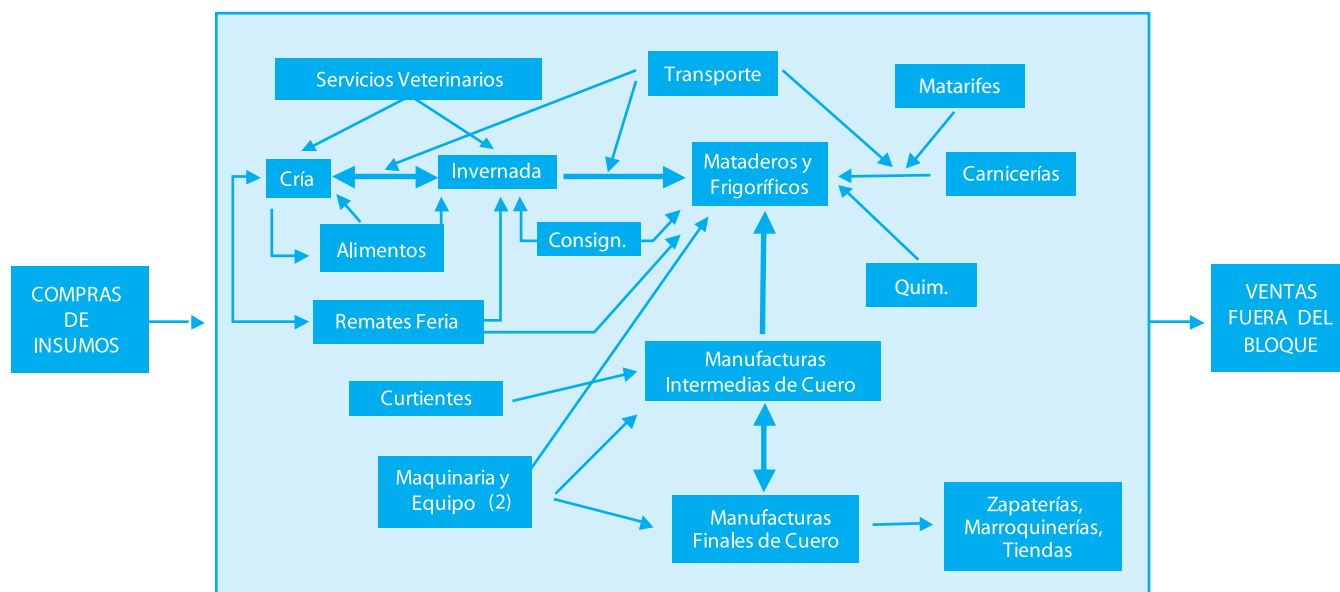 Servicios Veterinarios
Transporte
Matarifes
Cría
Invernada
Mataderos y
Frigoríficos
Carnicerías
Alimentos
Consign.
Quim.
COMPRAS
DE
INSUMOS
Remates Feria
VENTAS
FUERA DEL
BLOQUE
Manufacturas
Intermedias de Cuero
Curtientes
Maquinaria y
Equipo (2)
Manufacturas
Finales de Cuero
Zapaterías,
Marroquinerías,
Tiendas